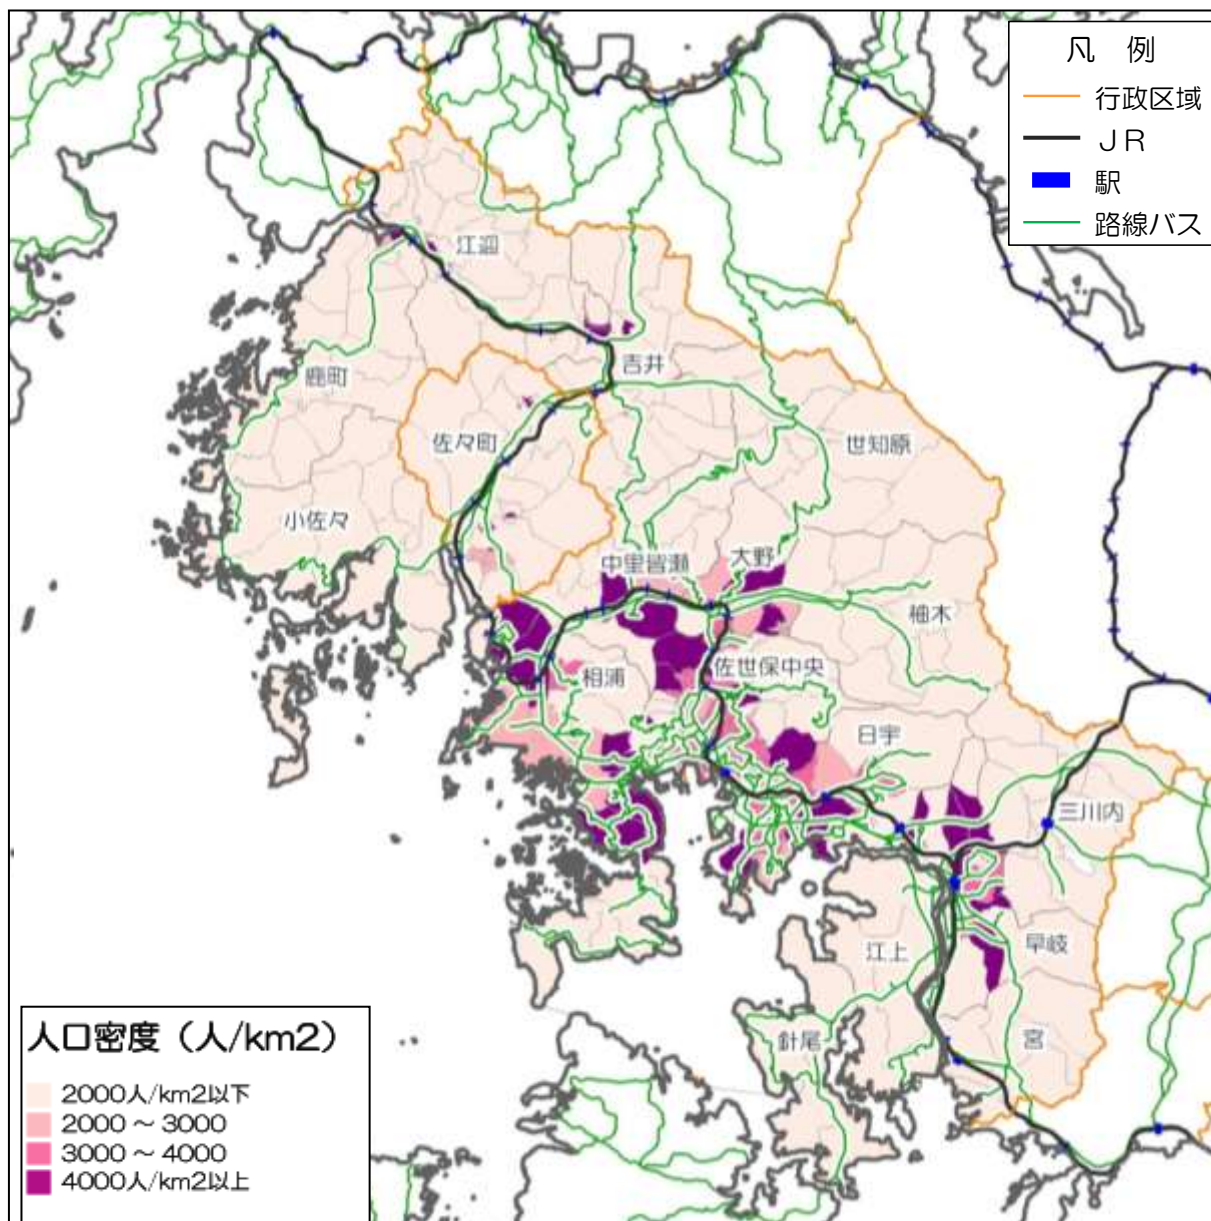 凡 例
行政区域
JR
駅
路線バス
江迎
吉井
鹿町
佐々町
世知原
小佐々
中里皆瀬
大野
柚木
相浦
佐世保中央
日宇
三川内
江上
早岐
針尾
宮
人口密度（人/km2）
2000人/km2以下
2000 ～ 3000
3000 ～ 4000
4000人/km2以上